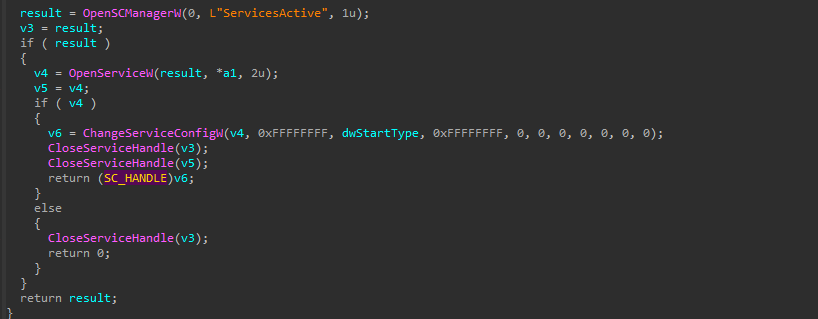 result = OpenSCManagerW(0, L"ServicesActive", 1u);
v3 = result;
if ( result )
{
v4 = OpenServiceW(result, *a1, 2u);
v5 = v4;
if ( v4 )
{
v6 = ChangeServiceConfigW(v4, 0xFFFFFFFF, dwStartType, 0xFFFFFFFF, 0, 0, 0, 0, 0, 0, 0);
CloseServiceHandle(v3);
CloseServiceHandle(v5);
return (SC_HANDLE)v6;
}
else
{
CloseServiceHandle(v3);
return 0;
}
}
return result;
}